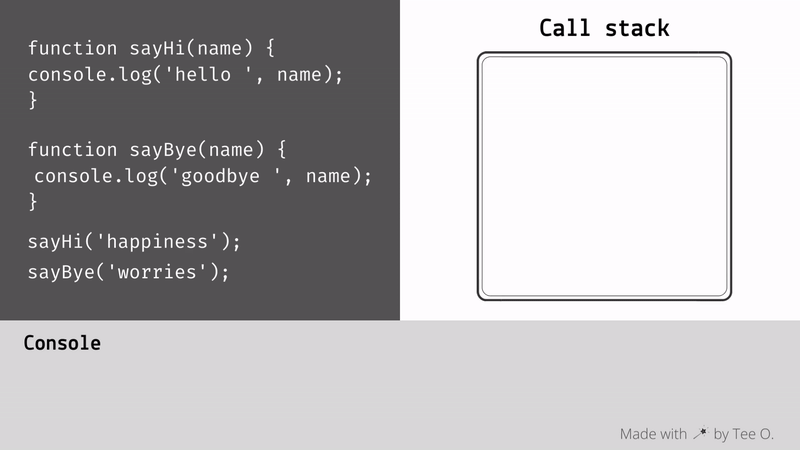 function sayHi(name) {
console.log('hello ', name);
}
function sayBye(name) {
console.log('goodbye ', name);
}
sayHi('happiness');
sayBye('worries');
Call stack
Console
Made with by Tee O.